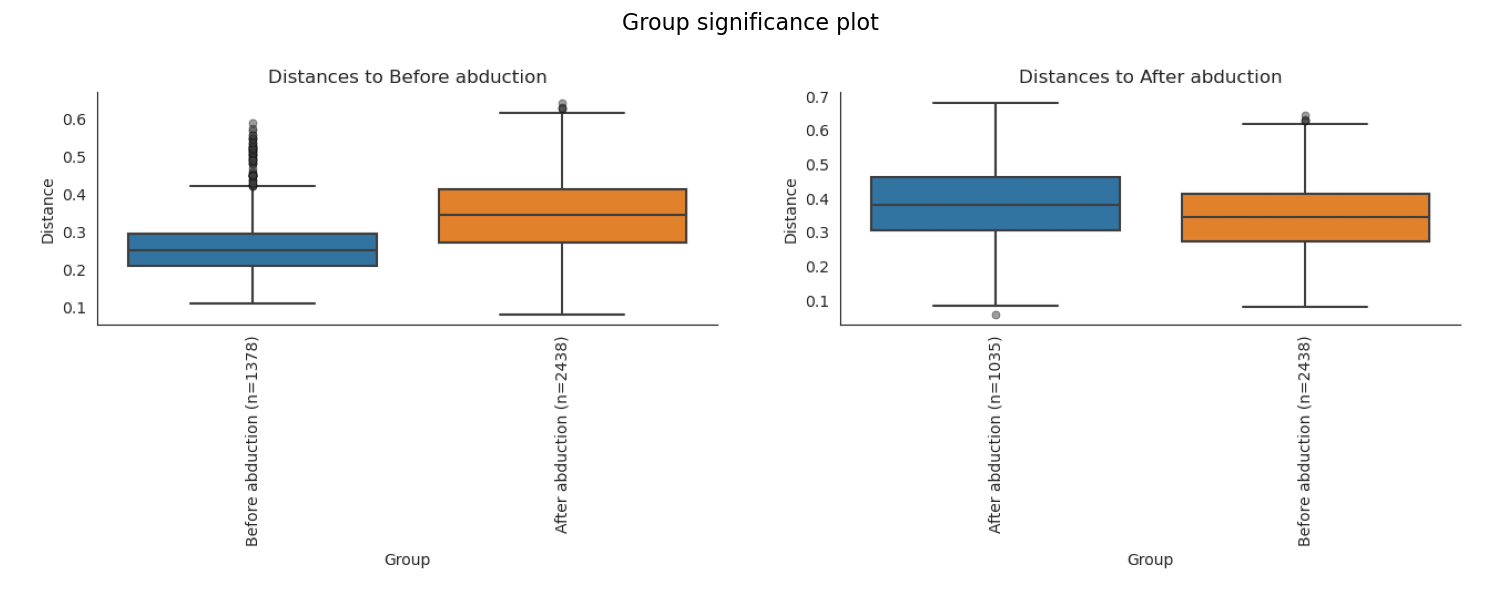 Group significance plot
Distances to Before abduction
Distance
0.6
0.5
0.4
0.3
0.2
0.1
Before abduction (n=1378)
After abduction (n=2438)
Group
Distances to After abduction
Distance
0.7
0.6
0.5
0.4
0.3
0.2
0.1
After abduction (n=1035)
Before abduction (n=2438)
Group